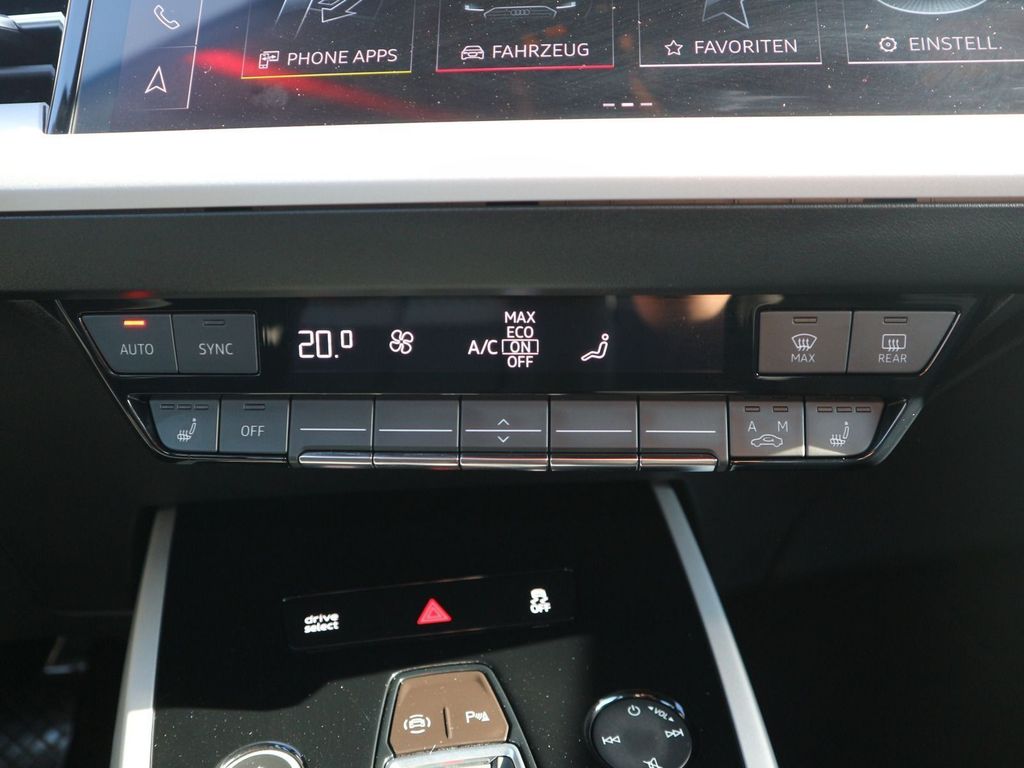 PHONE APPS
FAHRZEUG
FAVORITEN
EINSTELL.
AUTO
SYNC
20.0
A/C
MAX
ECO
ON
OFF
MAX
REAR
OFF
A M
drive
select
OFF
P
VOL